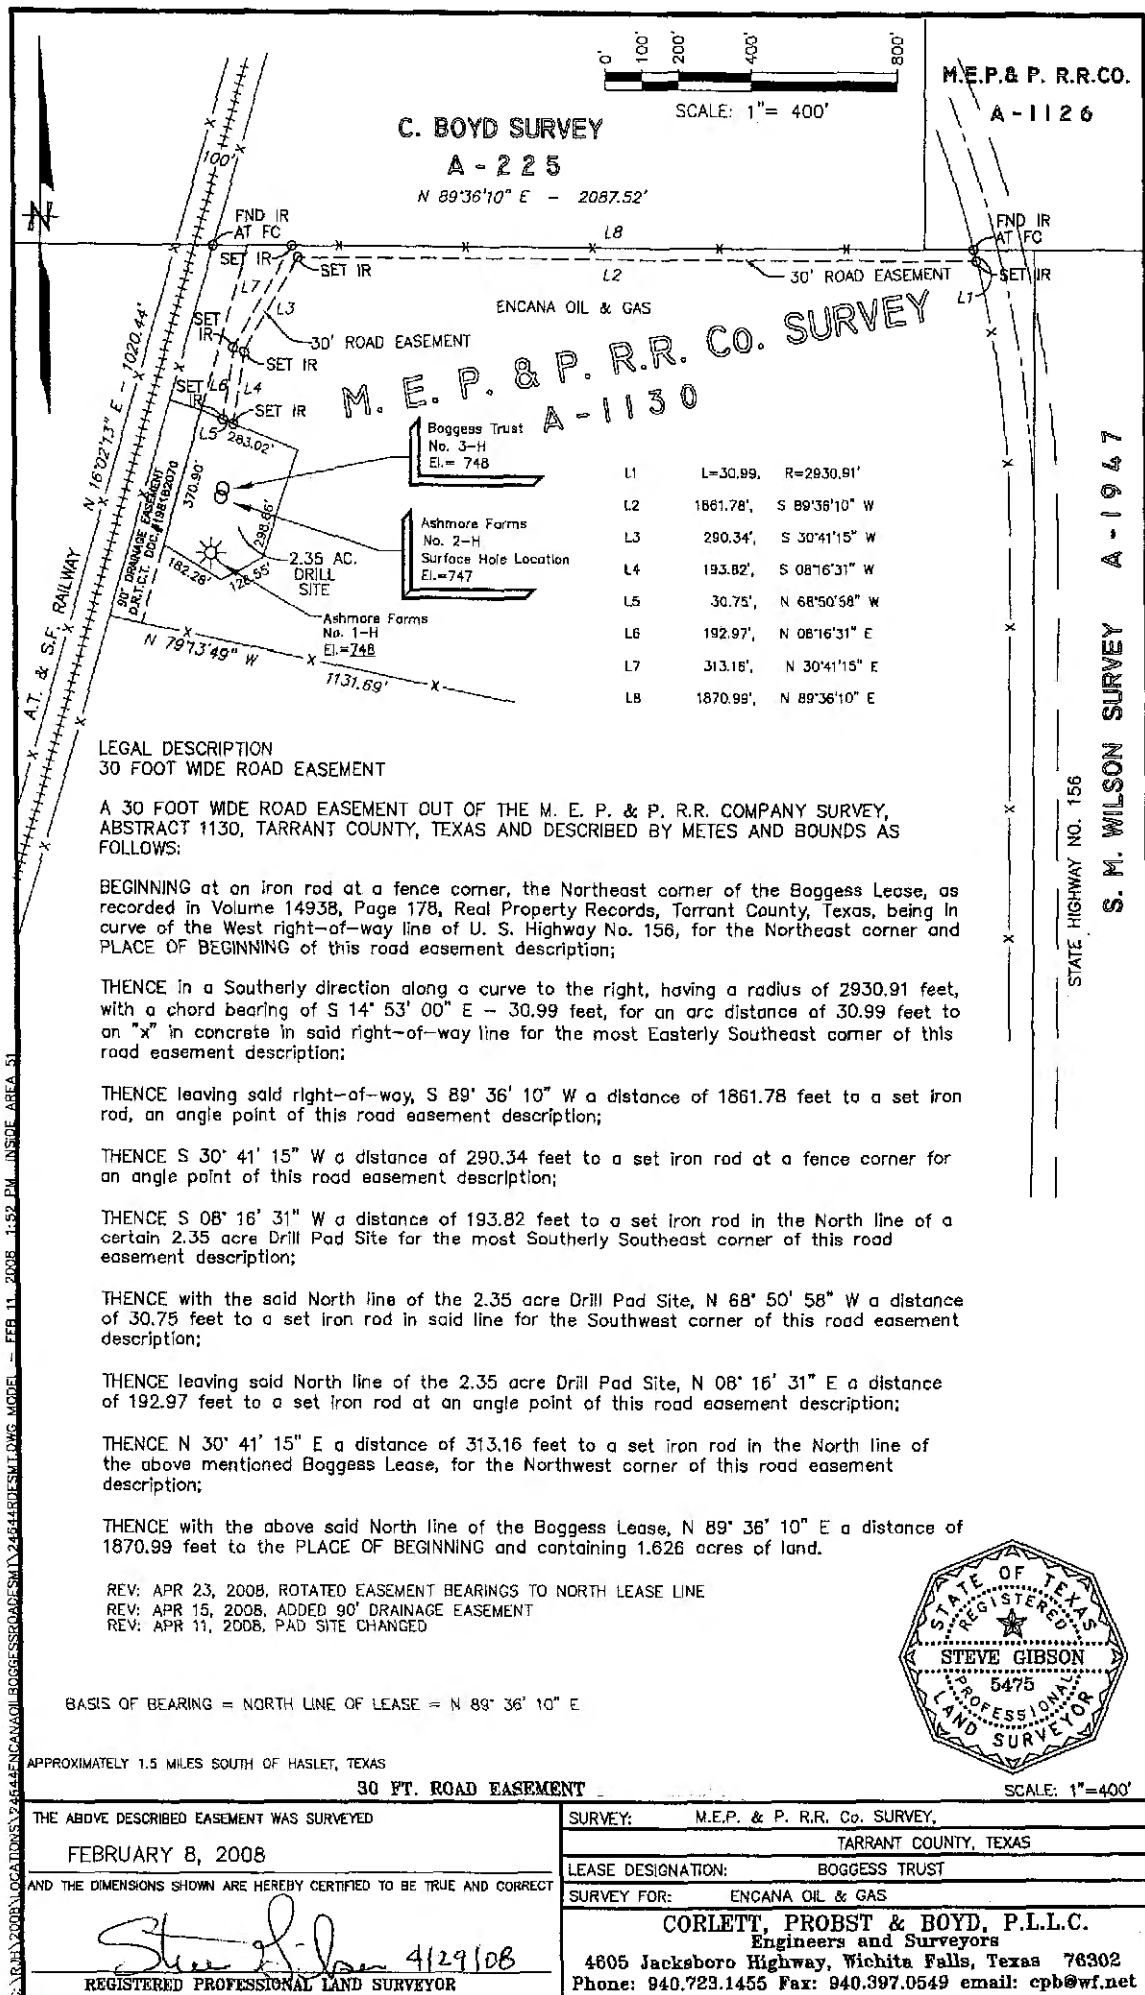 0' 100' 200' 400' 800'
SCALE: 1"= 400'
M.E.P.& P. R.R.CO.
A-1126
C. BOYD SURVEY
A-225
N 89°36'10" E - 2087.52'
100'
N
FND IR
AT FC
L8
FND IR
AT FC
SET IR
SET IR
L2
30' ROAD EASEMENT
SET IR
L1
L7
L3
ENCANA OIL & GAS
SET
IR
30' ROAD EASEMENT
SET IR
M. E. P. & P. R.R. CO. SURVEY
A-1130
N 16°02'13" E - 1020.44'
SET
IR
L6
L4
SET IR
L5
283.02'
Boggess Trust
No. 3-H
El.= 748
370.90'
298.86'
90' DRAINAGE EASEMENT
D.R.T.C.T. DOC.#198182070
Ashmore Farms
No. 2-H
Surface Hole Location
El.=747
2.35 AC.
DRILL
SITE
182.28'
128.55'
Ashmore Farms
No. 1-H
El.=748
A.T. & S.F. RAILWAY
N 79°13'49" W
1131.69'
L1 L=30.99, R=2930.91'
L2 1861.78', S 89°36'10" W
L3 290.34', S 30°41'15" W
L4 193.82', S 08°16'31" W
L5 30.75', N 68°50'58" W
L6 192.97', N 08°16'31" E
L7 313.16', N 30°41'15" E
L8 1870.99', N 89°36'10" E
STATE HIGHWAY NO. 156
S. M. WILSON SURVEY A-1947
LEGAL DESCRIPTION
30 FOOT WIDE ROAD EASEMENT
A 30 FOOT WIDE ROAD EASEMENT OUT OF THE M. E. P. & P. R.R. COMPANY SURVEY,
ABSTRACT 1130, TARRANT COUNTY, TEXAS AND DESCRIBED BY METES AND BOUNDS AS
FOLLOWS:
BEGINNING at an iron rod at a fence corner, the Northeast corner of the Boggess Lease, as
recorded in Volume 14938, Page 178, Real Property Records, Tarrant County, Texas, being in
curve of the West right-of-way line of U. S. Highway No. 156, for the Northeast corner and
PLACE OF BEGINNING of this road easement description;
THENCE in a Southerly direction along a curve to the right, having a radius of 2930.91 feet,
with a chord bearing of S 14° 53' 00" E - 30.99 feet, for an arc distance of 30.99 feet to
an "x" in concrete in said right-of-way line for the most Easterly Southeast corner of this
road easement description;
THENCE leaving said right-of-way, S 89° 36' 10" W a distance of 1861.78 feet to a set iron
rod, an angle point of this road easement description;
THENCE S 30° 41' 15" W a distance of 290.34 feet to a set iron rod at a fence corner for
an angle point of this road easement description;
THENCE S 08° 16' 31" W a distance of 193.82 feet to a set iron rod in the North line of a
certain 2.35 acre Drill Pad Site for the most Southerly Southeast corner of this road
easement description;
THENCE with the said North line of the 2.35 acre Drill Pad Site, N 68° 50' 58" W a distance
of 30.75 feet to a set iron rod in said line for the Southwest corner of this road easement
description;
THENCE leaving said North line of the 2.35 acre Drill Pad Site, N 08° 16' 31" E a distance
of 192.97 feet to a set iron rod at an angle point of this road easement description;
THENCE N 30° 41' 15" E a distance of 313.16 feet to a set iron rod in the North line of
the above mentioned Boggess Lease, for the Northwest corner of this road easement
description;
THENCE with the above said North line of the Boggess Lease, N 89° 36' 10" E a distance of
1870.99 feet to the PLACE OF BEGINNING and containing 1.626 acres of land.
REV: APR 23, 2008, ROTATED EASEMENT BEARINGS TO NORTH LEASE LINE
REV: APR 15, 2008, ADDED 90' DRAINAGE EASEMENT
REV: APR 11, 2008, PAD SITE CHANGED
STATE OF TEXAS
REGISTERED
STEVE GIBSON
5475
PROFESSIONAL
LAND SURVEYOR
BASIS OF BEARING = NORTH LINE OF LEASE = N 89° 36' 10" E
APPROXIMATELY 1.5 MILES SOUTH OF HASLET, TEXAS
30 FT. ROAD EASEMENT
SCALE: 1"=400'
THE ABOVE DESCRIBED EASEMENT WAS SURVEYED
FEBRUARY 8, 2008
AND THE DIMENSIONS SHOWN ARE HEREBY CERTIFIED TO BE TRUE AND CORRECT
Steve Gibson 4/29/08
REGISTERED PROFESSIONAL LAND SURVEYOR
SURVEY: M.E.P. & P. R.R. Co. SURVEY,
TARRANT COUNTY, TEXAS
LEASE DESIGNATION: BOGGESS TRUST
SURVEY FOR: ENCANA OIL & GAS
CORLETT, PROBST & BOYD, P.L.L.C.
Engineers and Surveyors
4605 Jacksboro Highway, Wichita Falls, Texas 76302
Phone: 940.723.1455 Fax: 940.397.0549 email: cpb@wf.net
FEB 11, 2008 1:52 PM INSIDE AREA 51